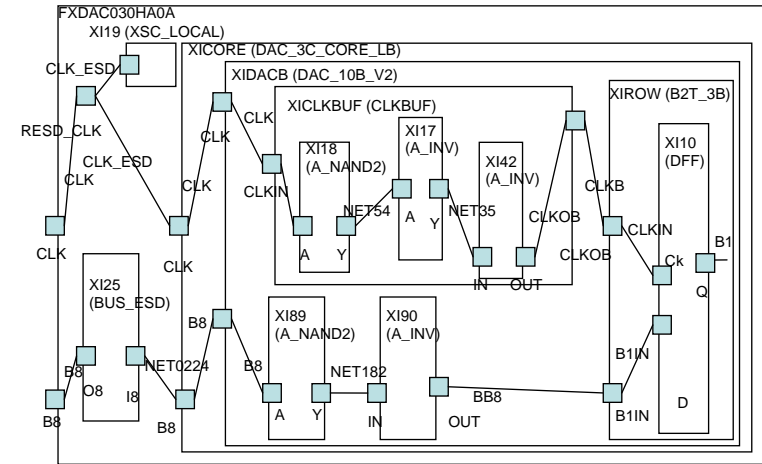 FXDAC030HA0A
XI19 (XSC_LOCAL)
XICORE (DAC_3C_CORE_LB)
CLK_ESD
XIDACB (DAC_10B_V2)
XICLKBUF (CLKBUF)
XIROW (B2T_3B)
RESD_CLK
CLK
CLK
XI17
(A_INV)
XI10
(DFF)
XI18
(A_NAND2)
XI42
(A_INV)
CLK_ESD
CLK
CLK
CLKIN
CLKB
NET54
A
Y
NET35
CLKOB
CLKIN
CLK
CLK
A
Y
CLKOB
B1
Ck
Q
IN
OUT
XI25
(BUS_ESD)
XI89
(A_NAND2)
XI90
(A_INV)
B8
B8
NET0224
B8
NET182
B1IN
O8
I8
BB8
B8
B8
A
Y
IN
OUT
B1IN
D